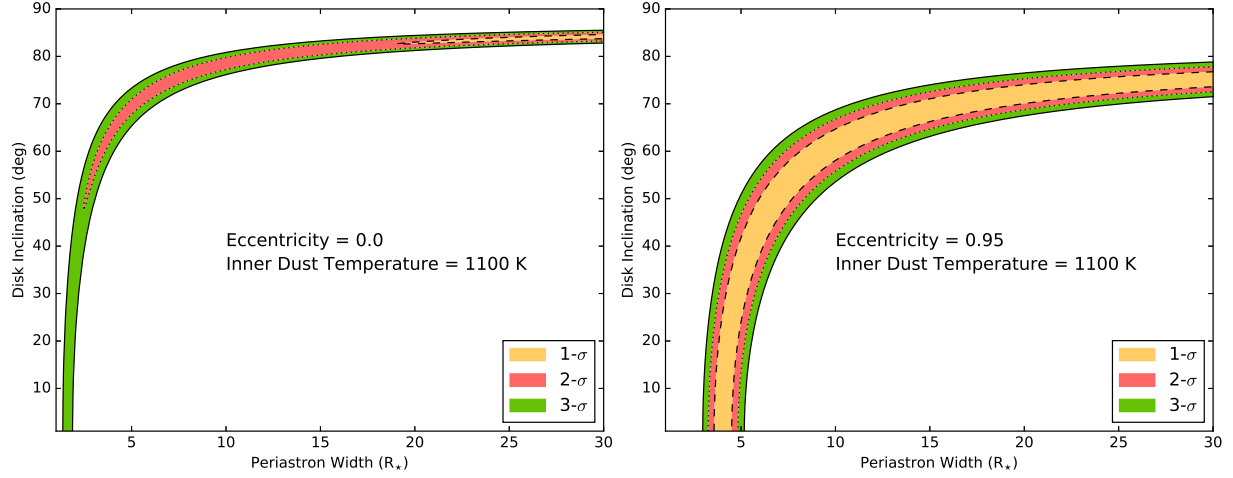 90
80
70
60
50
40
30
20
10
Disk Inclination (deg)
Eccentricity = 0.0
Inner Dust Temperature = 1100 K
1-σ
2-σ
3-σ
5 10 15 20 25 30
Periastron Width (R⋆)
90
80
70
60
50
40
30
20
10
Disk Inclination (deg)
Eccentricity = 0.95
Inner Dust Temperature = 1100 K
1-σ
2-σ
3-σ
5 10 15 20 25 30
Periastron Width (R⋆)